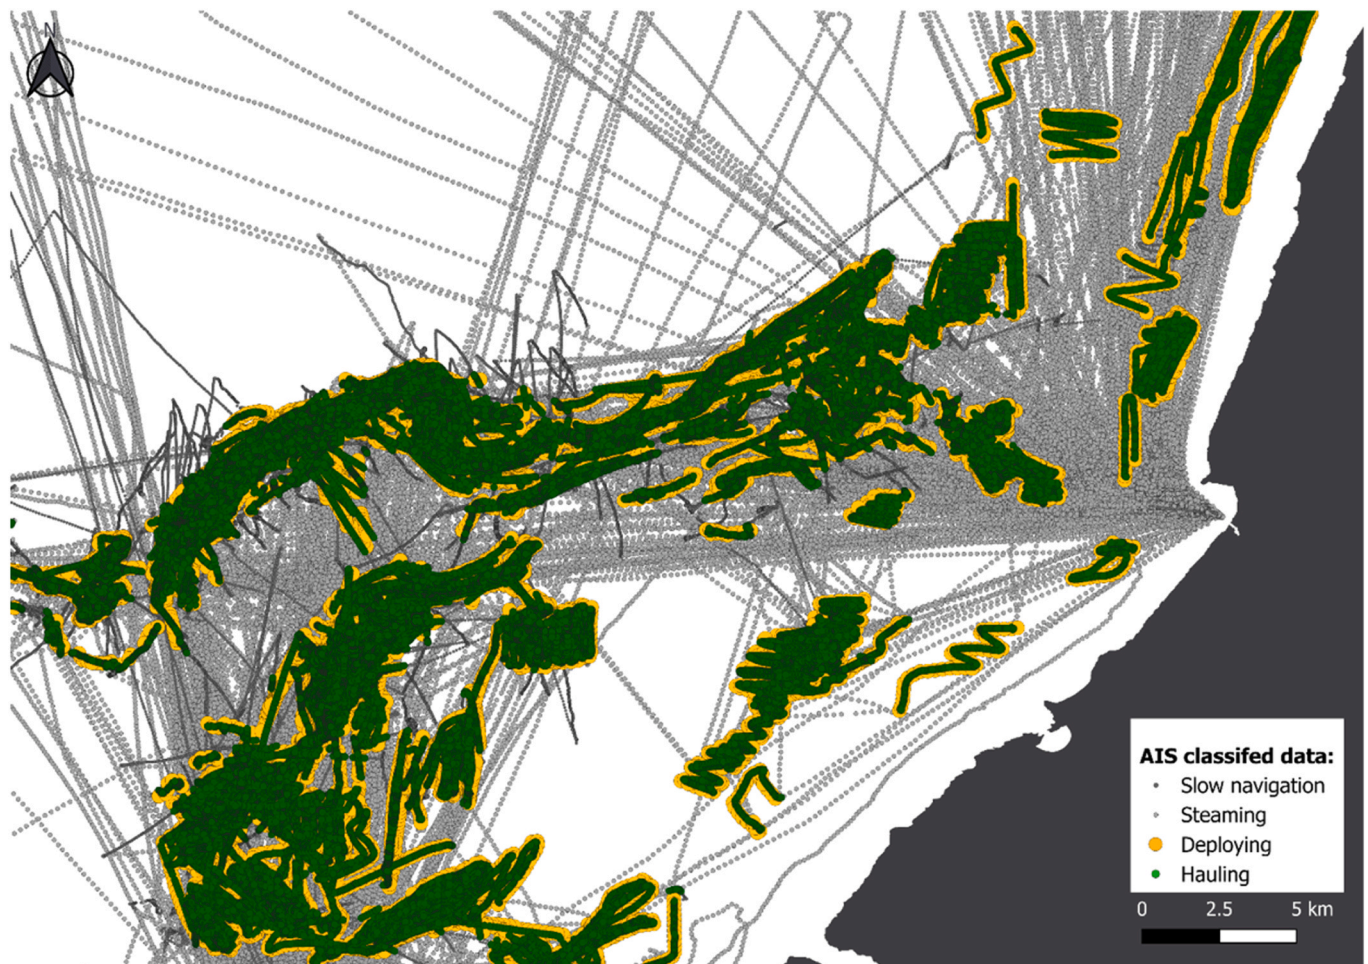 N
AIS classifed data:
Slow navigation
Steaming
Deploying
Hauling
0 2.5 5 km